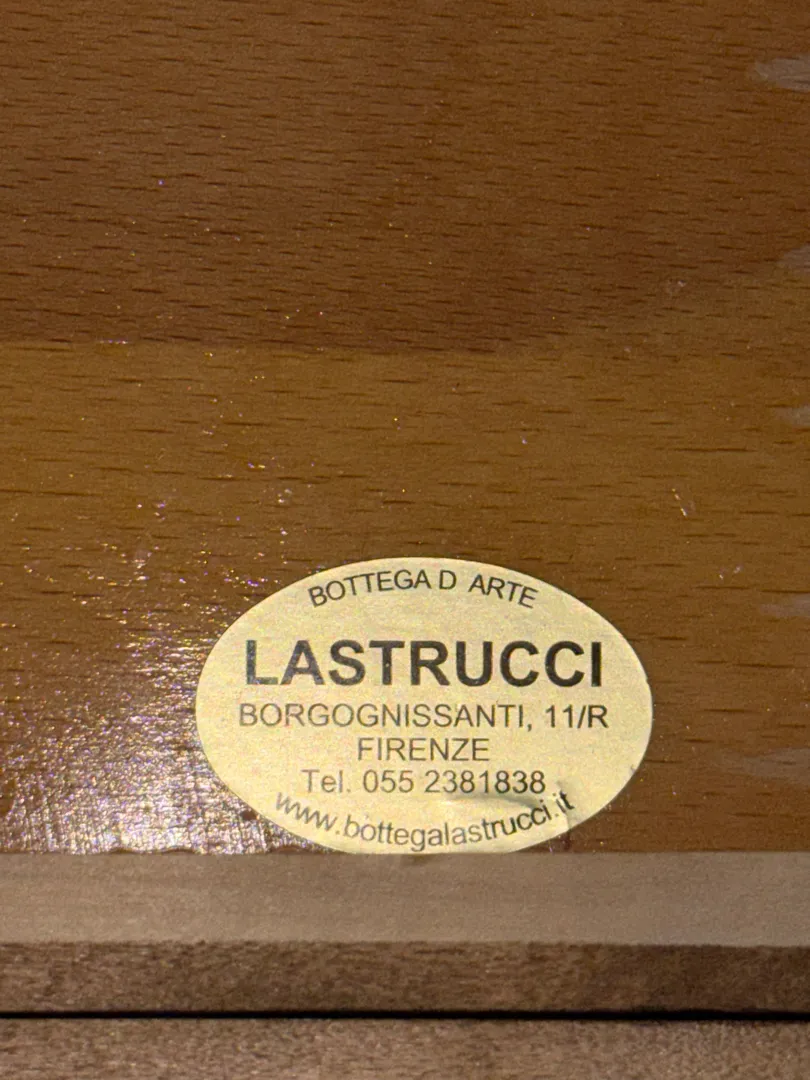 BOTTEGA D ARTE
LASTRUCCI
BORGOGNISSANTI, 11/R
FIRENZE
Tel. 055 2381838
www.bottegalastrucci.it